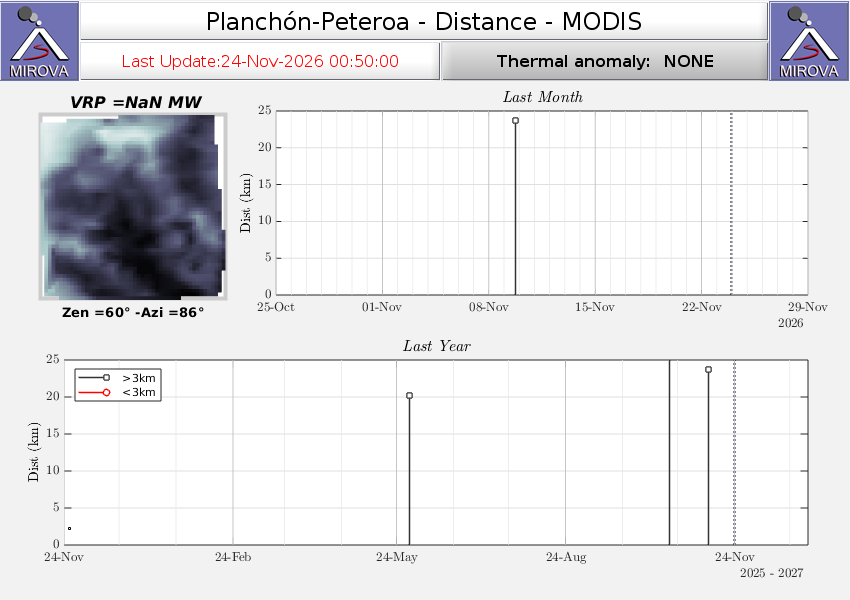 Planchón-Peteroa - Distance - MODIS
MIROVA
Last Update:24-Nov-2026 00:50:00
Thermal anomaly:  NONE
MIROVA
VRP =NaN MW
Zen =60° -Azi =86°
Last Month
Dist (km)
25
20
15
10
5
0
25-Oct 01-Nov 08-Nov 15-Nov 22-Nov 29-Nov
2026
Last Year
Dist (km)
25
20
15
10
5
0
>3km
<3km
24-Nov 24-Feb 24-May 24-Aug 24-Nov
2025 - 2027